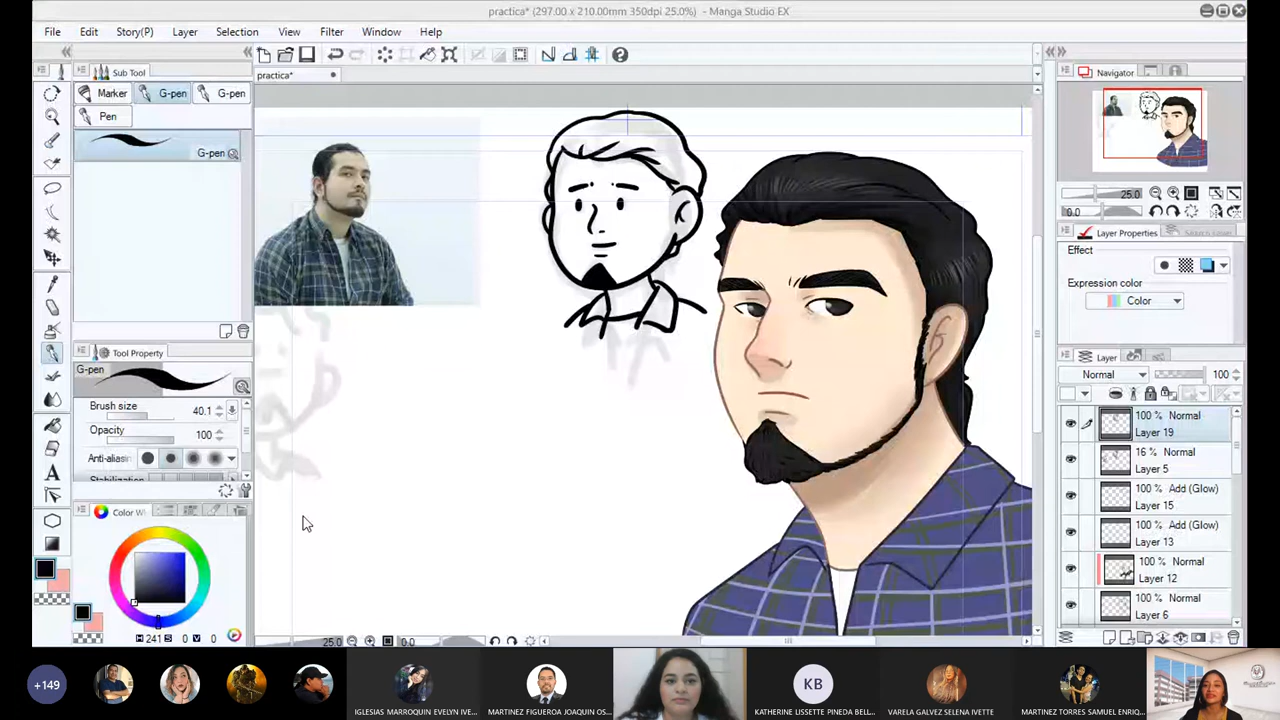 practica* (297.00 x 210.00mm 350dpi 25.0%) - Manga Studio EX
File Edit Story(P) Layer Selection View Filter Window Help
Sub Tool
practica*
Navigator
Marker G-pen G-pen
Pen
G-pen
25.0
0.0
Layer Properties
Effect
Expression color
Color
Tool Property
G-pen
Brush size 40.1
Opacity 100
Anti-aliasin
Stabilization
Layer
Normal 100
100 % Normal
Layer 19
16 % Normal
Layer 5
100 % Add (Glow)
Layer 15
100 % Add (Glow)
Layer 13
100 % Normal
Layer 12
100 % Normal
Layer 6
Color W
H 241 S 0 V 0
25.0 0.0
+149
KB
IGLESIAS MARROQUIN EVELYN IVE...
MARTINEZ FIGUEROA JOAQUIN OS...
KATHERINE LISSETTE PINEDA BELL...
VARELA GALVEZ SELENA IVETTE
MARTINEZ TORRES SAMUEL ENRIQ...